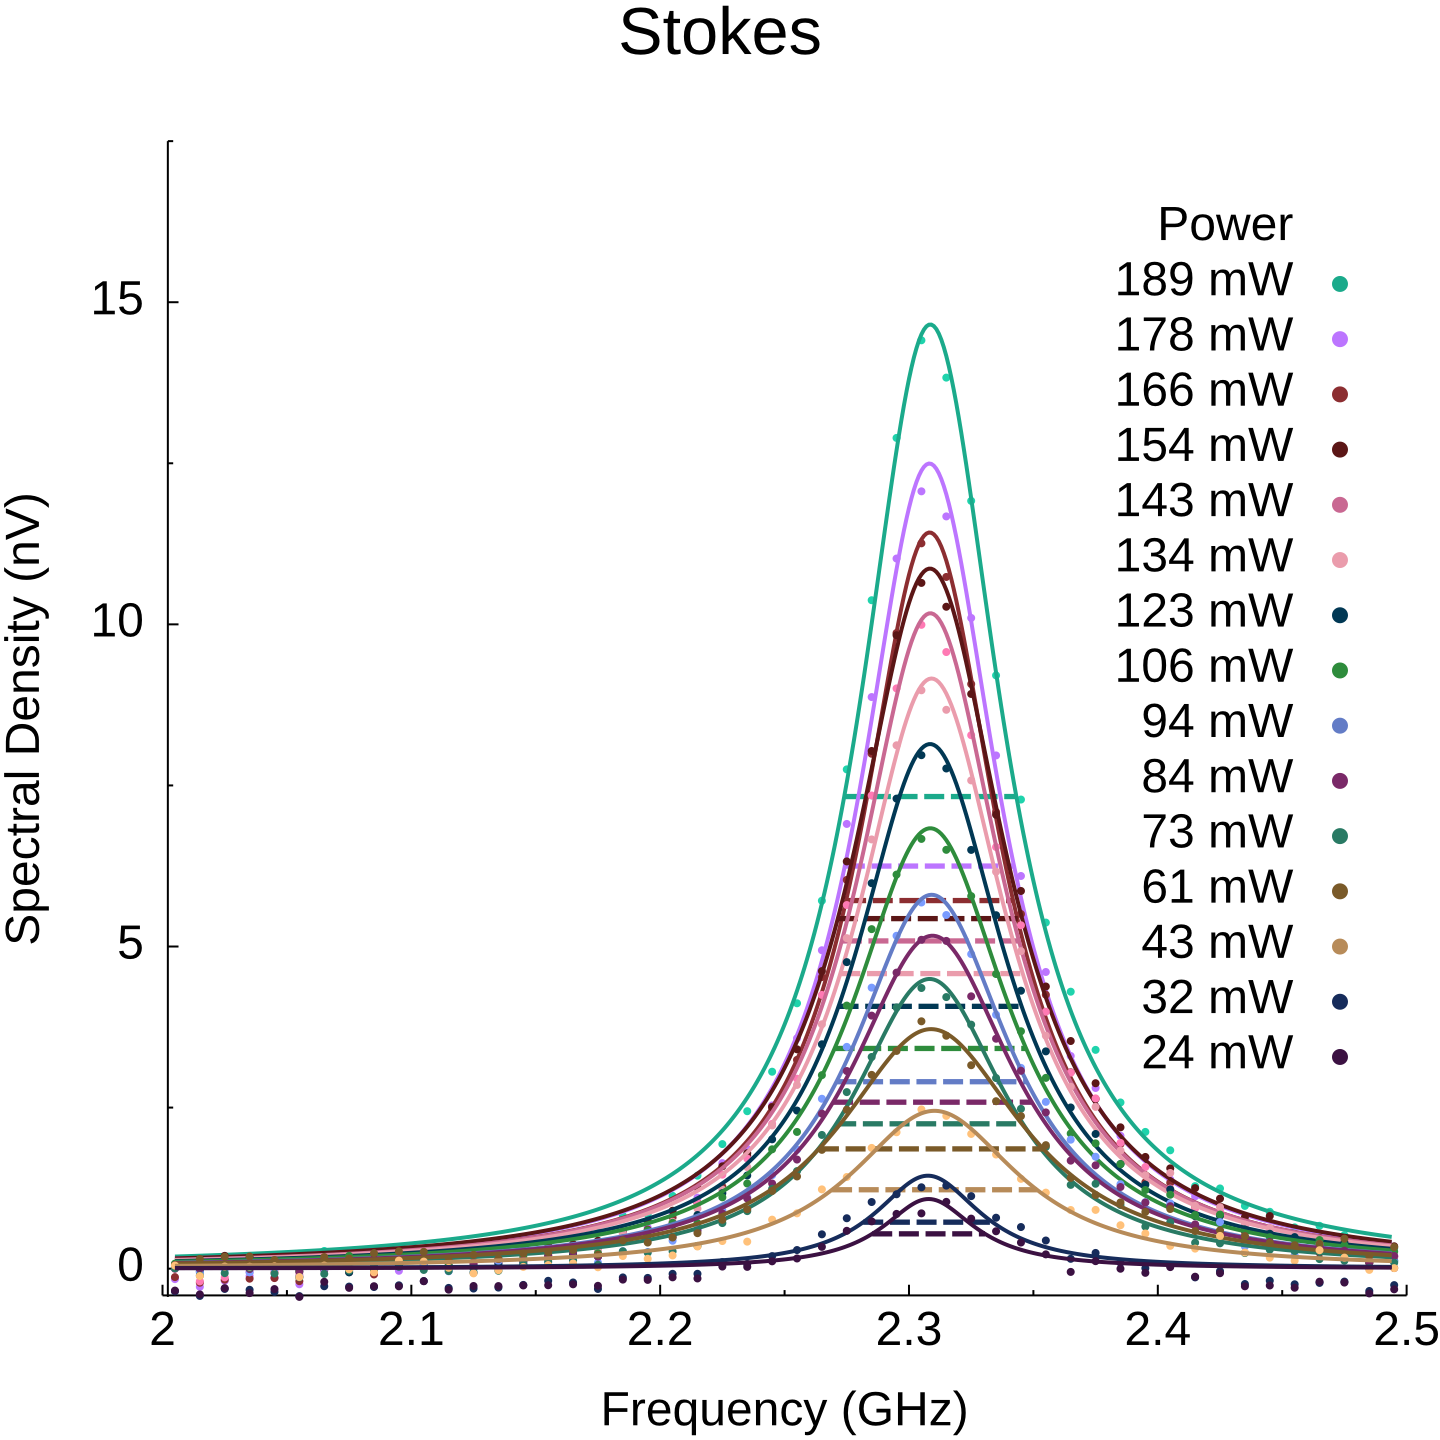 Stokes
Power
189 mW
178 mW
166 mW
154 mW
143 mW
134 mW
123 mW
106 mW
94 mW
84 mW
73 mW
61 mW
43 mW
32 mW
24 mW
15
10
5
0
Spectral Density (nV)
2 2.1 2.2 2.3 2.4 2.5
Frequency (GHz)